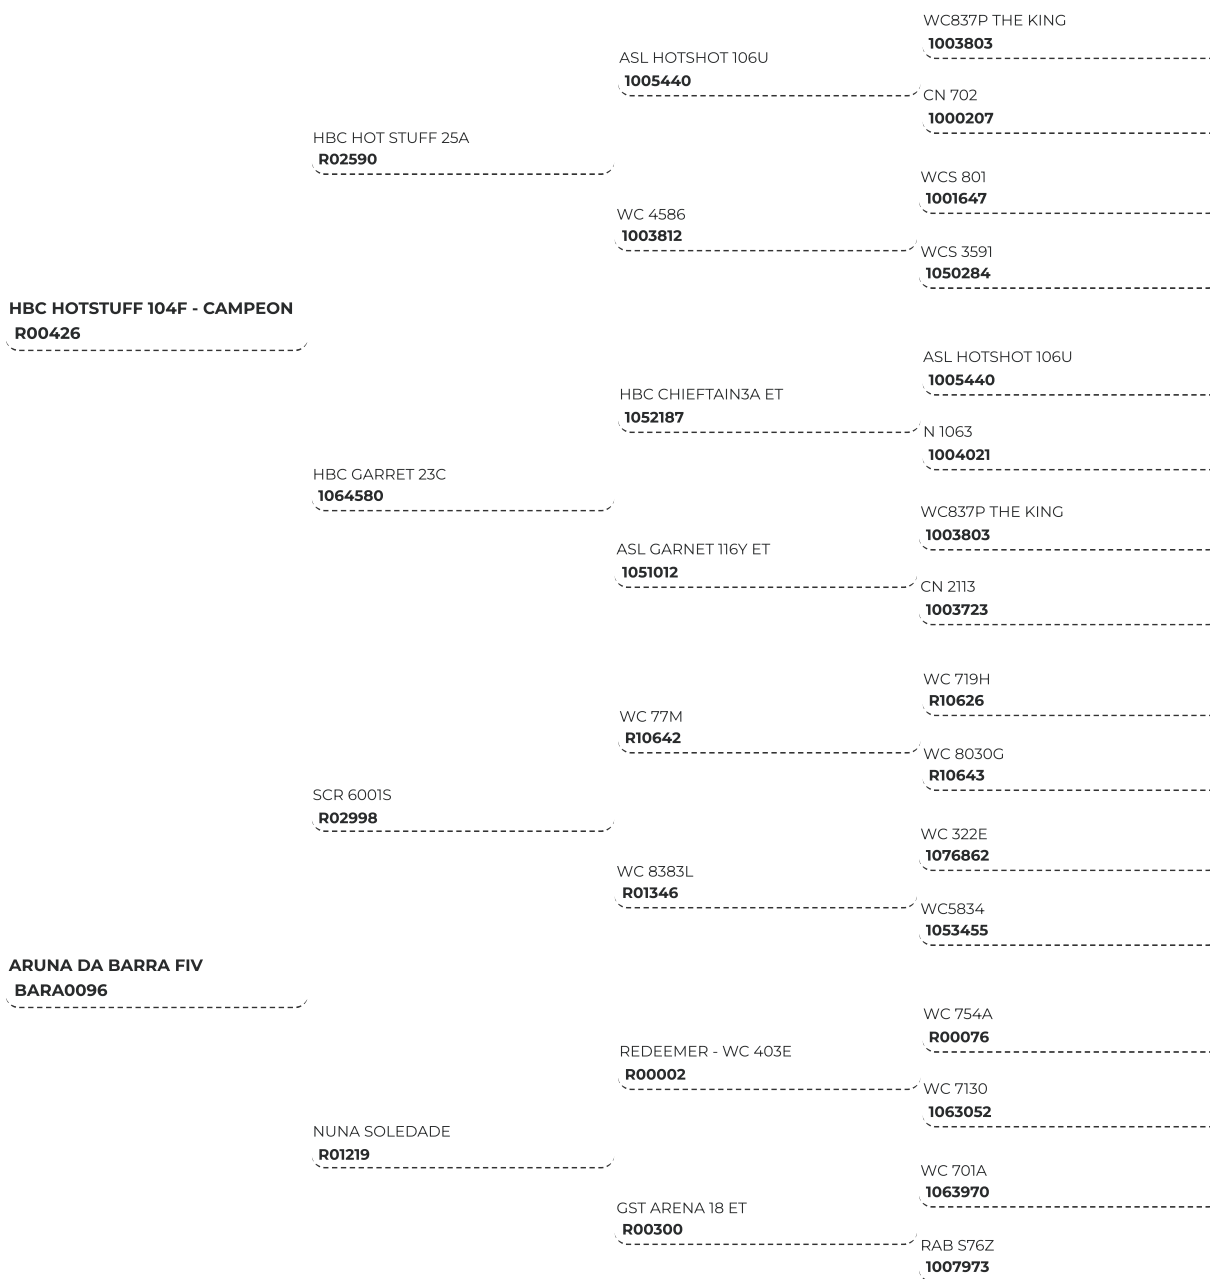 WC837P THE KING
1003803
ASL HOTSHOT 106U
1005440
CN 702
1000207
HBC HOT STUFF 25A
R02590
WCS 801
1001647
WC 4586
1003812
WCS 3591
1050284
HBC HOTSTUFF 104F - CAMPEON
R00426
ASL HOTSHOT 106U
1005440
HBC CHIEFTAIN3A ET
1052187
N 1063
1004021
HBC GARRET 23C
1064580
WC837P THE KING
1003803
ASL GARNET 116Y ET
1051012
CN 2113
1003723
WC 719H
R10626
WC 77M
R10642
WC 8030G
R10643
SCR 6001S
R02998
WC 322E
1076862
WC 8383L
R01346
WC5834
1053455
ARUNA DA BARRA FIV
BARA0096
WC 754A
R00076
REDEEMER - WC 403E
R00002
WC 7130
1063052
NUNA SOLEDADE
R01219
WC 701A
1063970
GST ARENA 18 ET
R00300
RAB S76Z
1007973